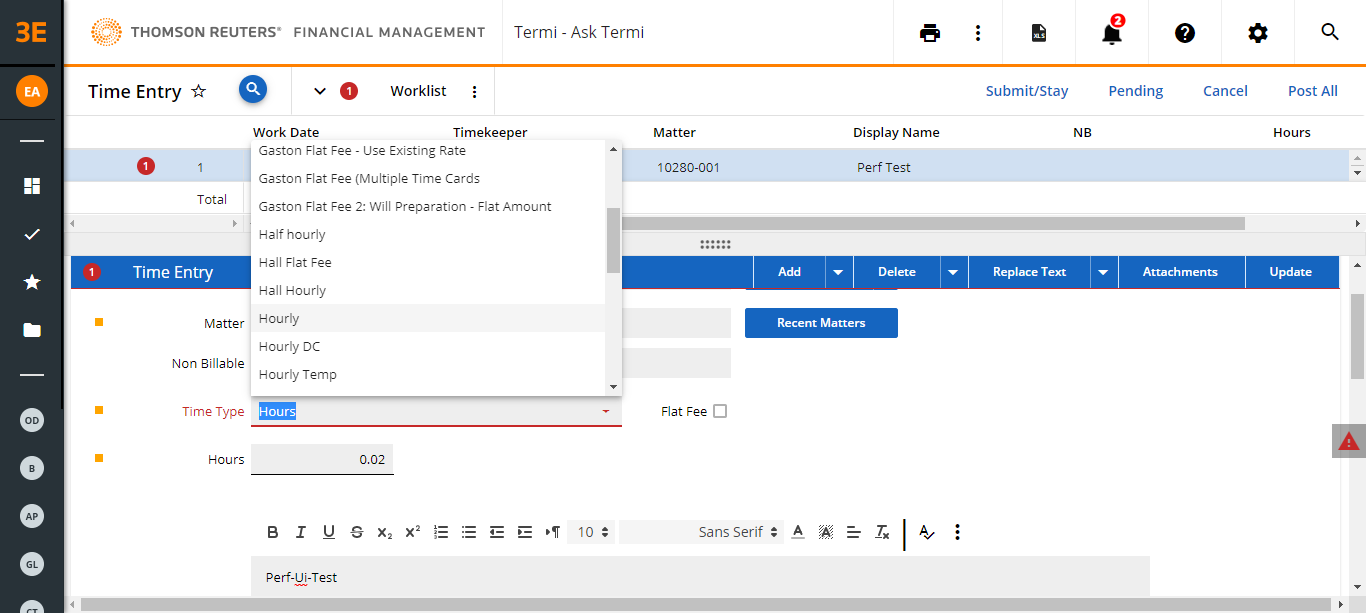 3E THOMSON REUTERS® FINANCIAL MANAGEMENT Termi - Ask Termi XLS 2
EA Time Entry 1 Worklist Submit/Stay Pending Cancel Post All
Work Date Timekeeper Matter Display Name NB Hours
1 1 10280-001 Perf Test
Total
Gaston Flat Fee - Use Existing Rate
Gaston Flat Fee (Multiple Time Cards
Gaston Flat Fee 2: Will Preparation - Flat Amount
Half hourly
Hall Flat Fee
Hall Hourly
Hourly
Hourly DC
Hourly Temp
1 Time Entry Add Delete Replace Text Attachments Update
Matter Recent Matters
Non Billable
Time Type Hours Flat Fee
Hours 0.02
B I U S X₂ X² 10 Sans Serif A A Tx A
Perf-Ui-Test
OD
B
AP
GL
CT